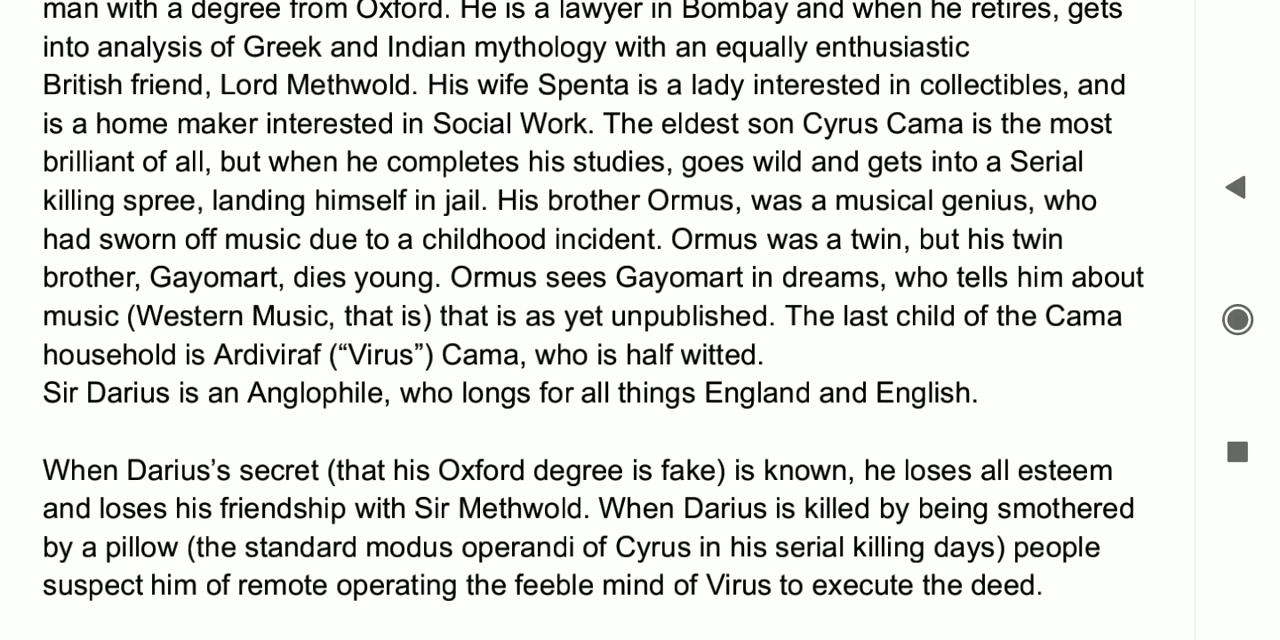 man with a degree from Oxford. He is a lawyer in Bombay and when he retires, gets
into analysis of Greek and Indian mythology with an equally enthusiastic
British friend, Lord Methwold. His wife Spenta is a lady interested in collectibles, and
is a home maker interested in Social Work. The eldest son Cyrus Cama is the most
brilliant of all, but when he completes his studies, goes wild and gets into a Serial
killing spree, landing himself in jail. His brother Ormus, was a musical genius, who
had sworn off music due to a childhood incident. Ormus was a twin, but his twin
brother, Gayomart, dies young. Ormus sees Gayomart in dreams, who tells him about
music (Western Music, that is) that is as yet unpublished. The last child of the Cama
household is Ardiviraf (“Virus”) Cama, who is half witted.
Sir Darius is an Anglophile, who longs for all things England and English.
When Darius’s secret (that his Oxford degree is fake) is known, he loses all esteem
and loses his friendship with Sir Methwold. When Darius is killed by being smothered
by a pillow (the standard modus operandi of Cyrus in his serial killing days) people
suspect him of remote operating the feeble mind of Virus to execute the deed.